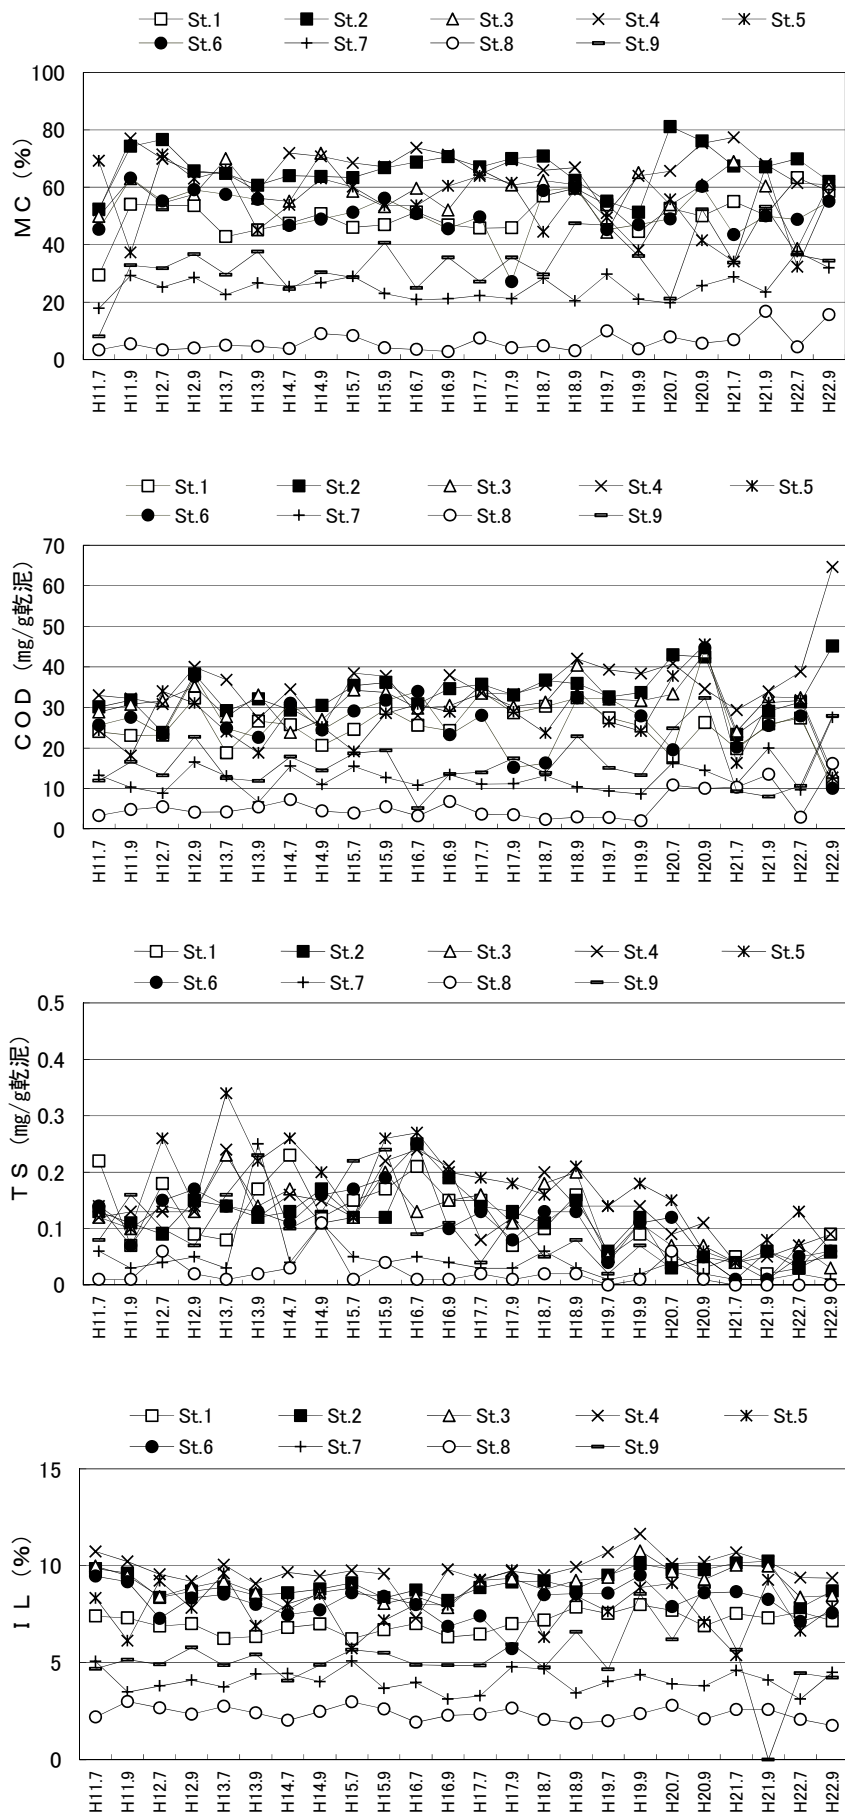 St.1 St.2 St.3 St.4 St.5
St.6 St.7 St.8 St.9
MC (%)
100
80
60
40
20
0
H11.7 H11.9 H12.7 H12.9 H13.7 H13.9 H14.7 H14.9 H15.7 H15.9 H16.7 H16.9 H17.7 H17.9 H18.7 H18.9 H19.7 H19.9 H20.7 H20.9 H21.7 H21.9 H22.7 H22.9
St.1 St.2 St.3 St.4 St.5
St.6 St.7 St.8 St.9
COD (mg/g乾泥)
70
60
50
40
30
20
10
0
H11.7 H11.9 H12.7 H12.9 H13.7 H13.9 H14.7 H14.9 H15.7 H15.9 H16.7 H16.9 H17.7 H17.9 H18.7 H18.9 H19.7 H19.9 H20.7 H20.9 H21.7 H21.9 H22.7 H22.9
St.1 St.2 St.3 St.4 St.5
St.6 St.7 St.8 St.9
TS (mg/g乾泥)
0.5
0.4
0.3
0.2
0.1
0
H11.7 H11.9 H12.7 H12.9 H13.7 H13.9 H14.7 H14.9 H15.7 H15.9 H16.7 H16.9 H17.7 H17.9 H18.7 H18.9 H19.7 H19.9 H20.7 H20.9 H21.7 H21.9 H22.7 H22.9
St.1 St.2 St.3 St.4 St.5
St.6 St.7 St.8 St.9
IL (%)
15
10
5
0
H11.7 H11.9 H12.7 H12.9 H13.7 H13.9 H14.7 H14.9 H15.7 H15.9 H16.7 H16.9 H17.7 H17.9 H18.7 H18.9 H19.7 H19.9 H20.7 H20.9 H21.7 H21.9 H22.7 H22.9